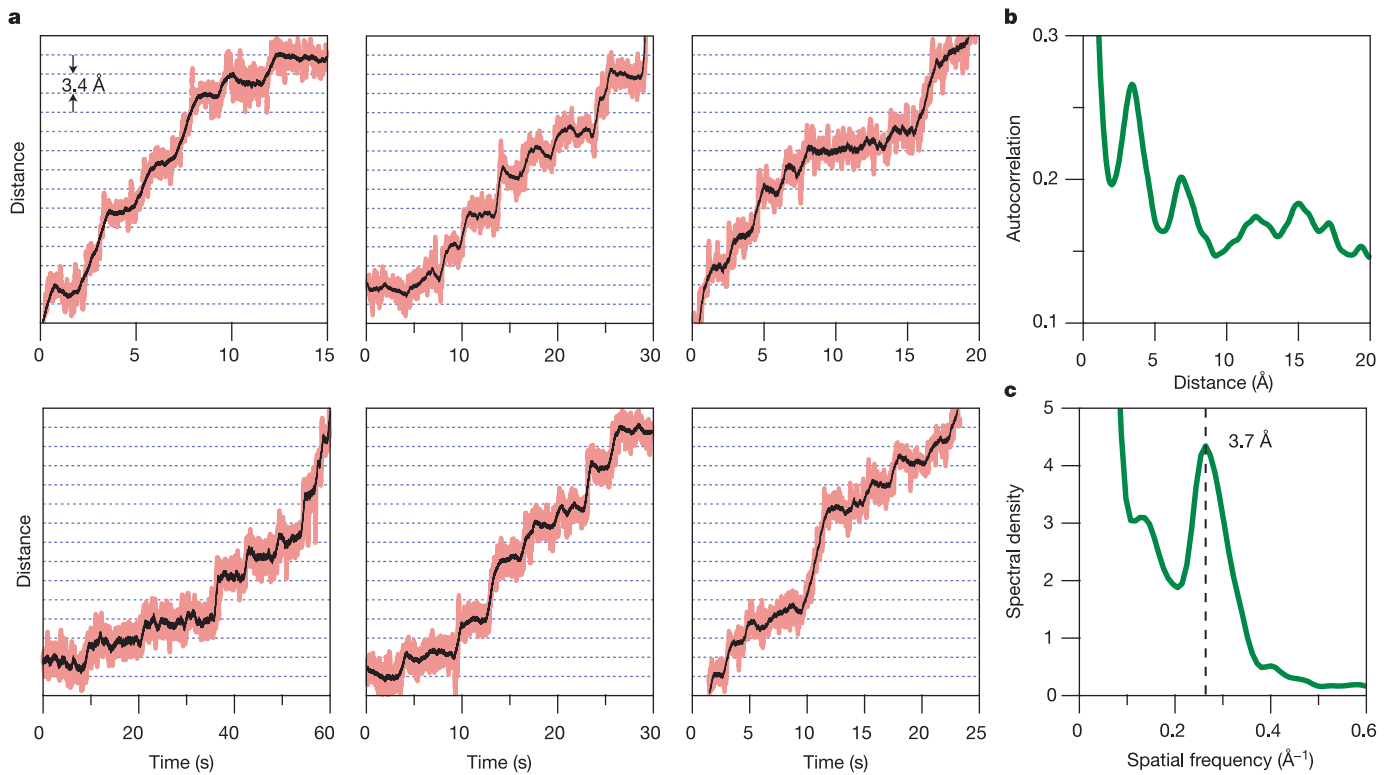 a
Distance
3.4 Å
0 5 10 15
0 10 20 30
0 5 10 15 20
Distance
0 20 40 60
Time (s)
0 10 20 30
Time (s)
0 5 10 15 20 25
Time (s)
b
Autocorrelation
0.3
0.2
0.1
0 5 10 15 20
Distance (Å)
c
Spectral density
5
4
3
2
1
0
3.7 Å
0 0.2 0.4 0.6
Spatial frequency (Å⁻¹)